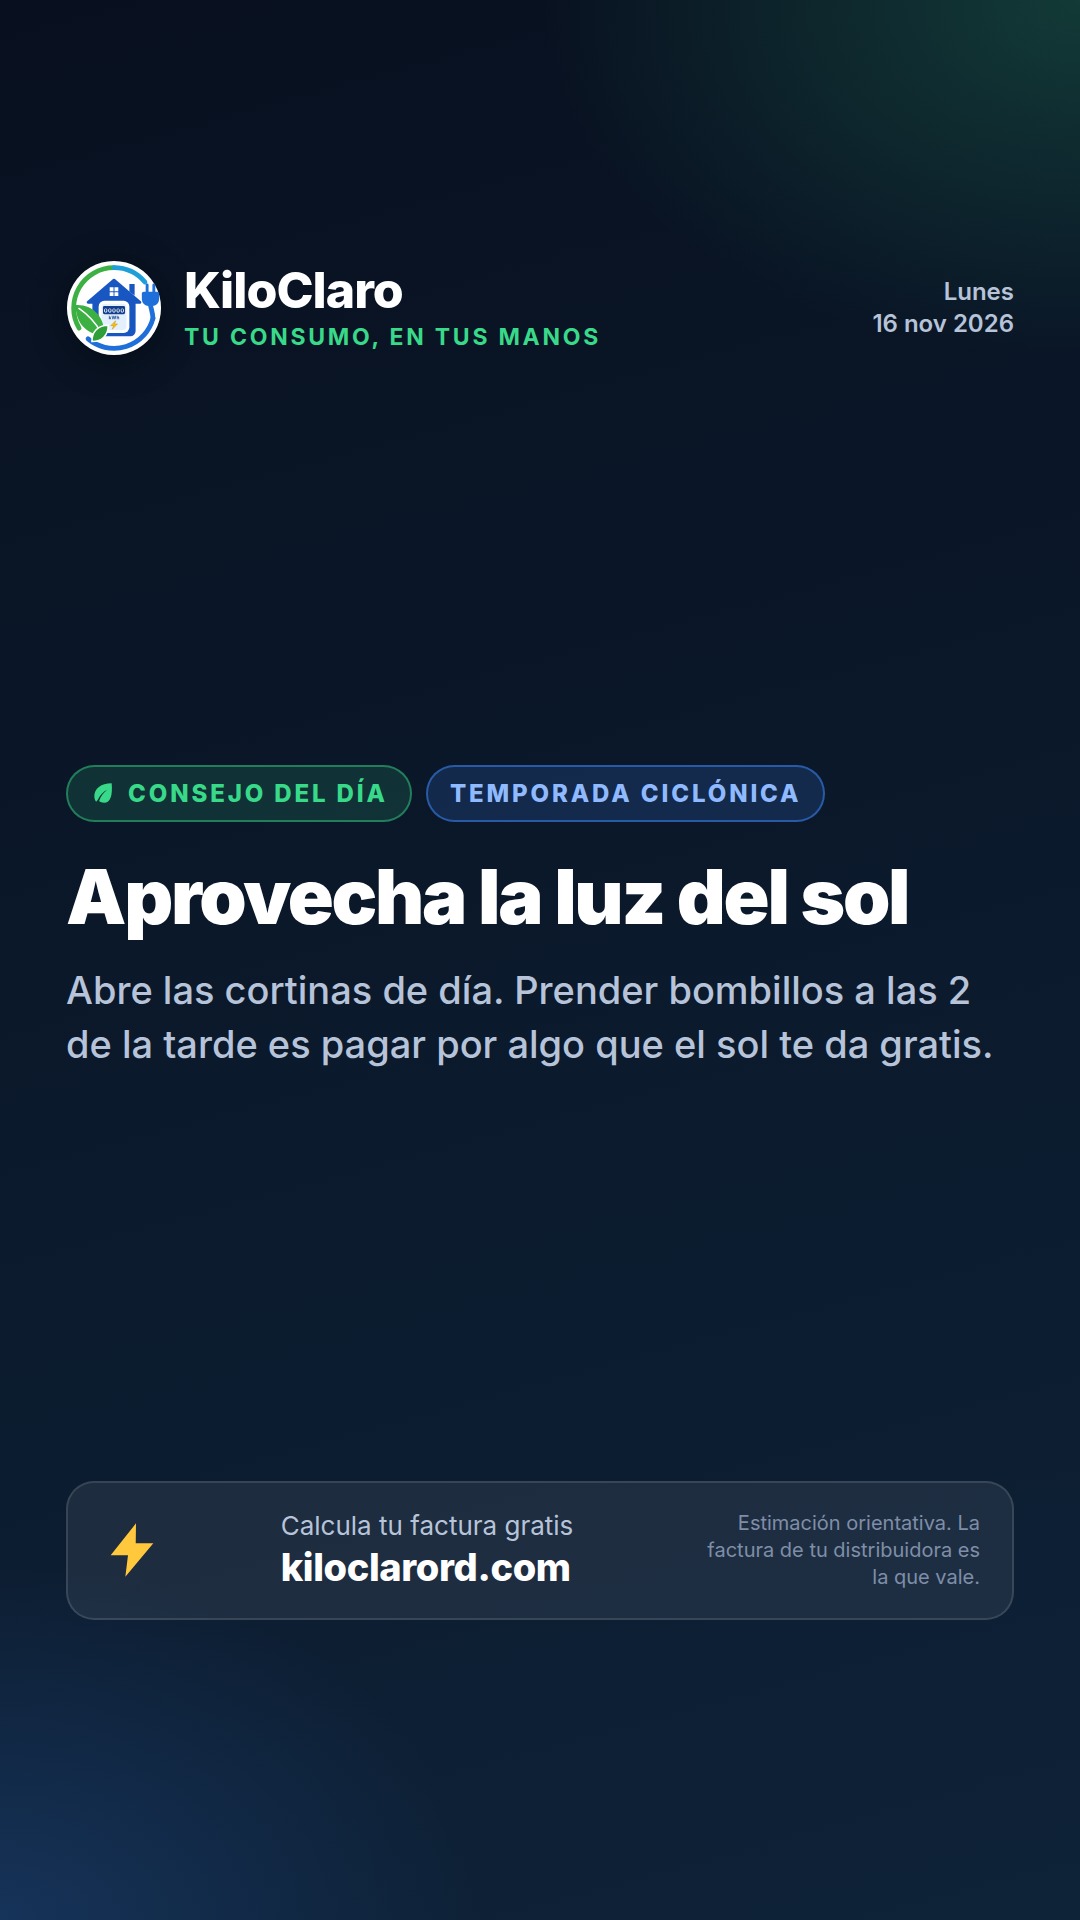 KiloClaro
TU CONSUMO, EN TUS MANOS
Lunes
16 nov 2026
CONSEJO DEL DÍA
TEMPORADA CICLÓNICA
Aprovecha la luz del sol
Abre las cortinas de día. Prender bombillos a las 2
de la tarde es pagar por algo que el sol te da gratis.
Calcula tu factura gratis
kiloclarord.com
Estimación orientativa. La
factura de tu distribuidora es
la que vale.